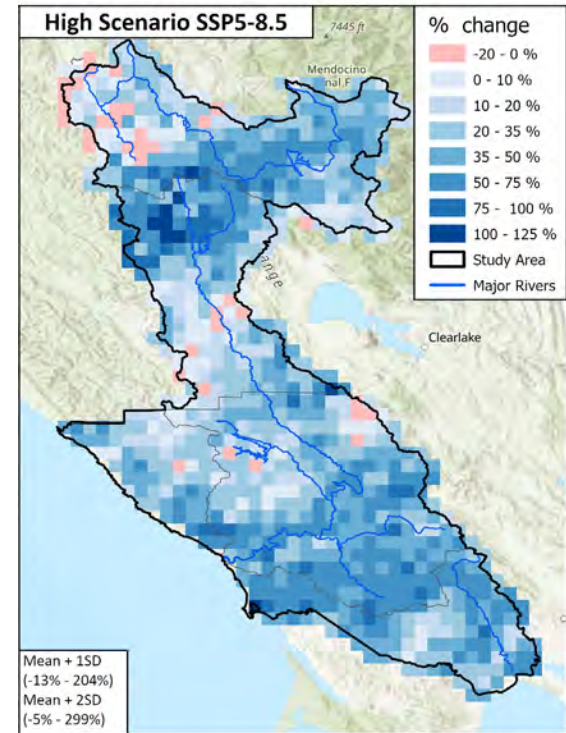 High Scenario SSP5-8.5
7445 ft
Mendocino
nal F
ange
Clearlake
% change
-20 - 0 %
0 - 10 %
10 - 20 %
20 - 35 %
35 - 50 %
50 - 75 %
75 - 100 %
100 - 125 %
Study Area
Major Rivers
Mean + 1SD
(-13% - 204%)
Mean + 2SD
(-5% - 299%)